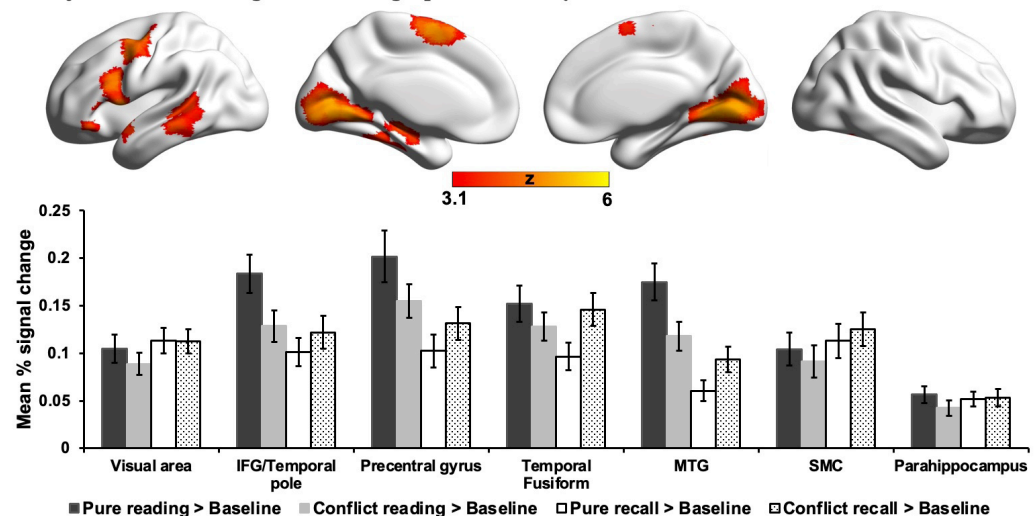 z
3.1 6
Mean % signal change
0.25
0.2
0.15
0.1
0.05
0
Visual area
IFG/Temporal pole
Precentral gyrus
Temporal Fusiform
MTG
SMC
Parahippocampus
Pure reading > Baseline Conflict reading > Baseline Pure recall > Baseline Conflict recall > Baseline